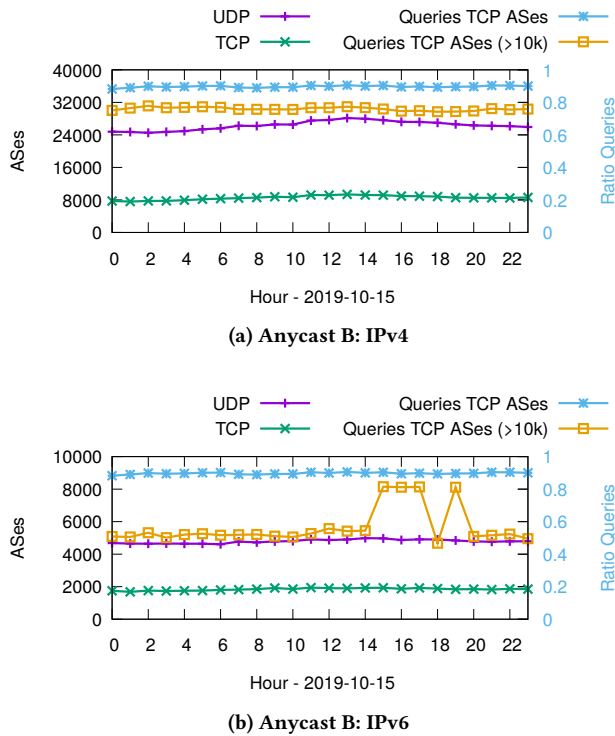 UDP
TCP
Queries TCP ASes
Queries TCP ASes (>10k)
40000
32000
24000
16000
8000
0
ASes
1
0.8
0.6
0.4
0.2
0
Ratio Queries
0 2 4 6 8 10 12 14 16 18 20 22
Hour - 2019-10-15
(a) Anycast B: IPv4
UDP
TCP
Queries TCP ASes
Queries TCP ASes (>10k)
10000
8000
6000
4000
2000
0
ASes
1
0.8
0.6
0.4
0.2
0
Ratio Queries
0 2 4 6 8 10 12 14 16 18 20 22
Hour - 2019-10-15
(b) Anycast B: IPv6